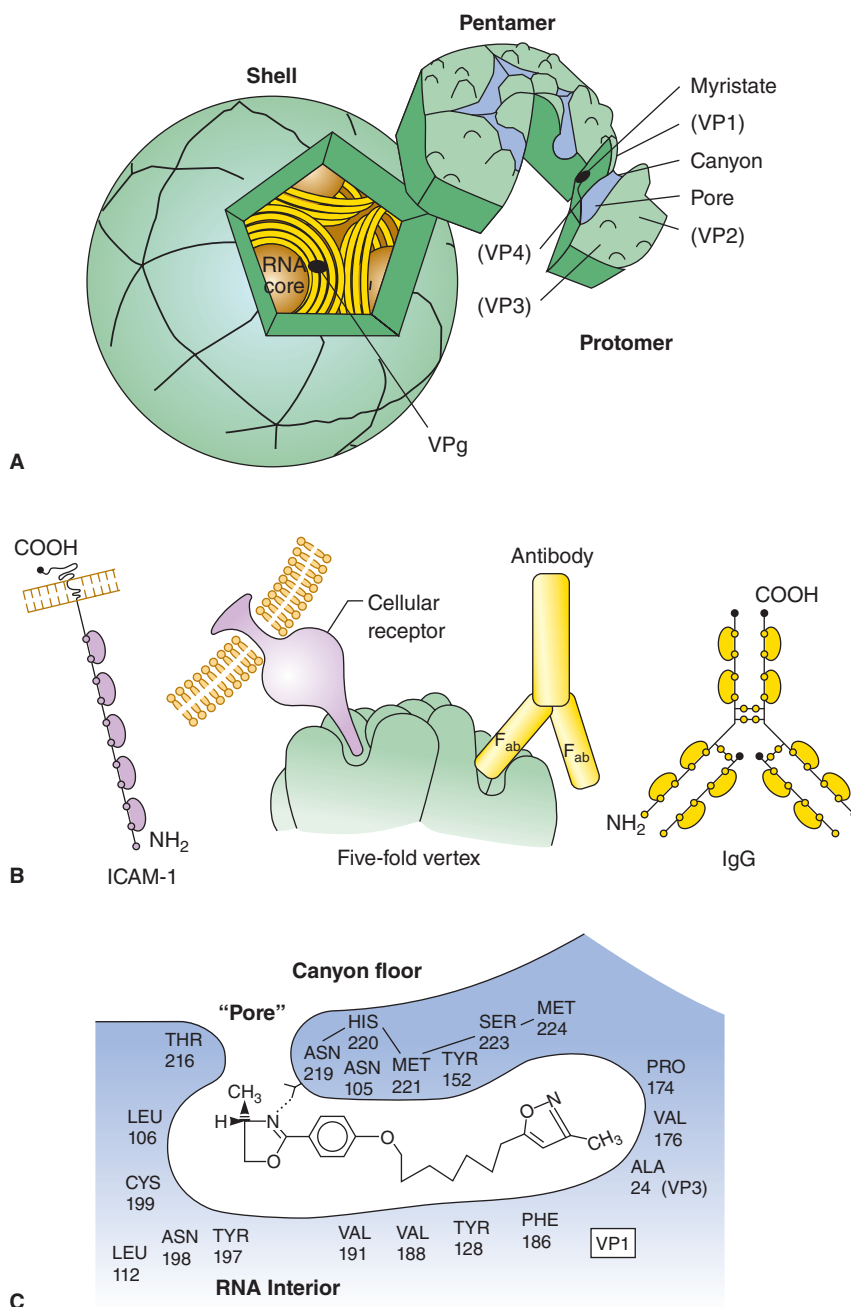 Pentamer
Shell
Myristate
(VP1)
Canyon
Pore
(VP2)
(VP4)
(VP3)
Protomer
RNA
core
VPg
A
COOH
NH2
ICAM-1
Cellular
receptor
Antibody
Fab
Fab
Five-fold vertex
COOH
NH2
IgG
B
Canyon floor
"Pore"
THR
216
HIS
220
ASN
219
ASN
105
MET
221
TYR
152
SER
223
MET
224
PRO
174
VAL
176
ALA
24 (VP3)
LEU
106
CYS
199
LEU
112
ASN
198
TYR
197
VAL
191
VAL
188
TYR
128
PHE
186
VP1
CH3
H
N
O
O
O
N
CH3
RNA Interior
C